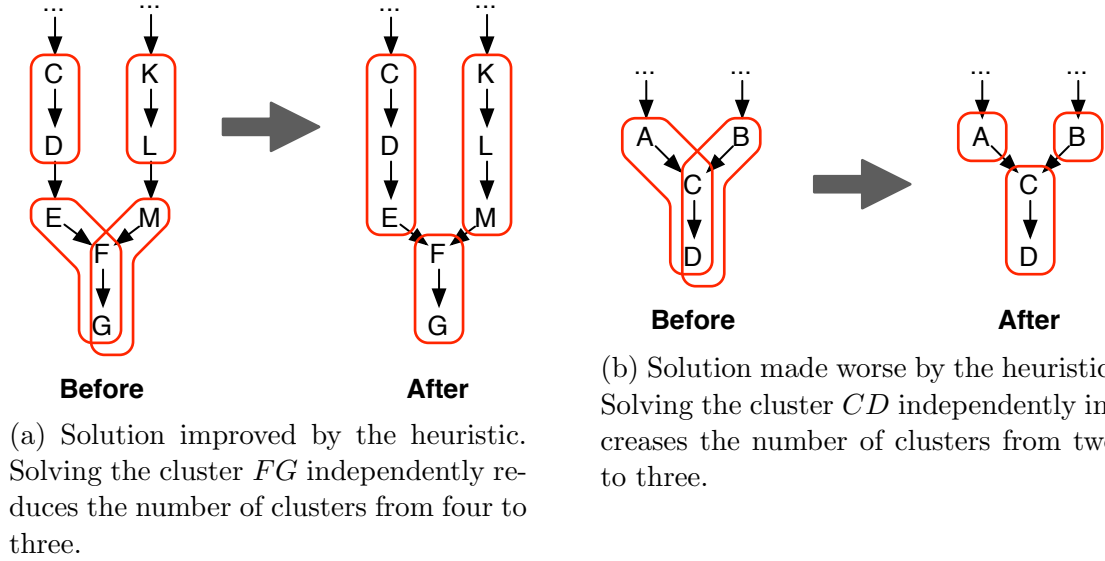 ... ...
C K
D L
E M
F
G
Before
... ...
C K
D L
E M
F
G
After
(a) Solution improved by the heuristic.
Solving the cluster FG independently re-
duces the number of clusters from four to
three.
... ...
A B
C
D
Before
... ...
A B
C
D
After
(b) Solution made worse by the heuristic
Solving the cluster CD independently in
creases the number of clusters from two
to three.